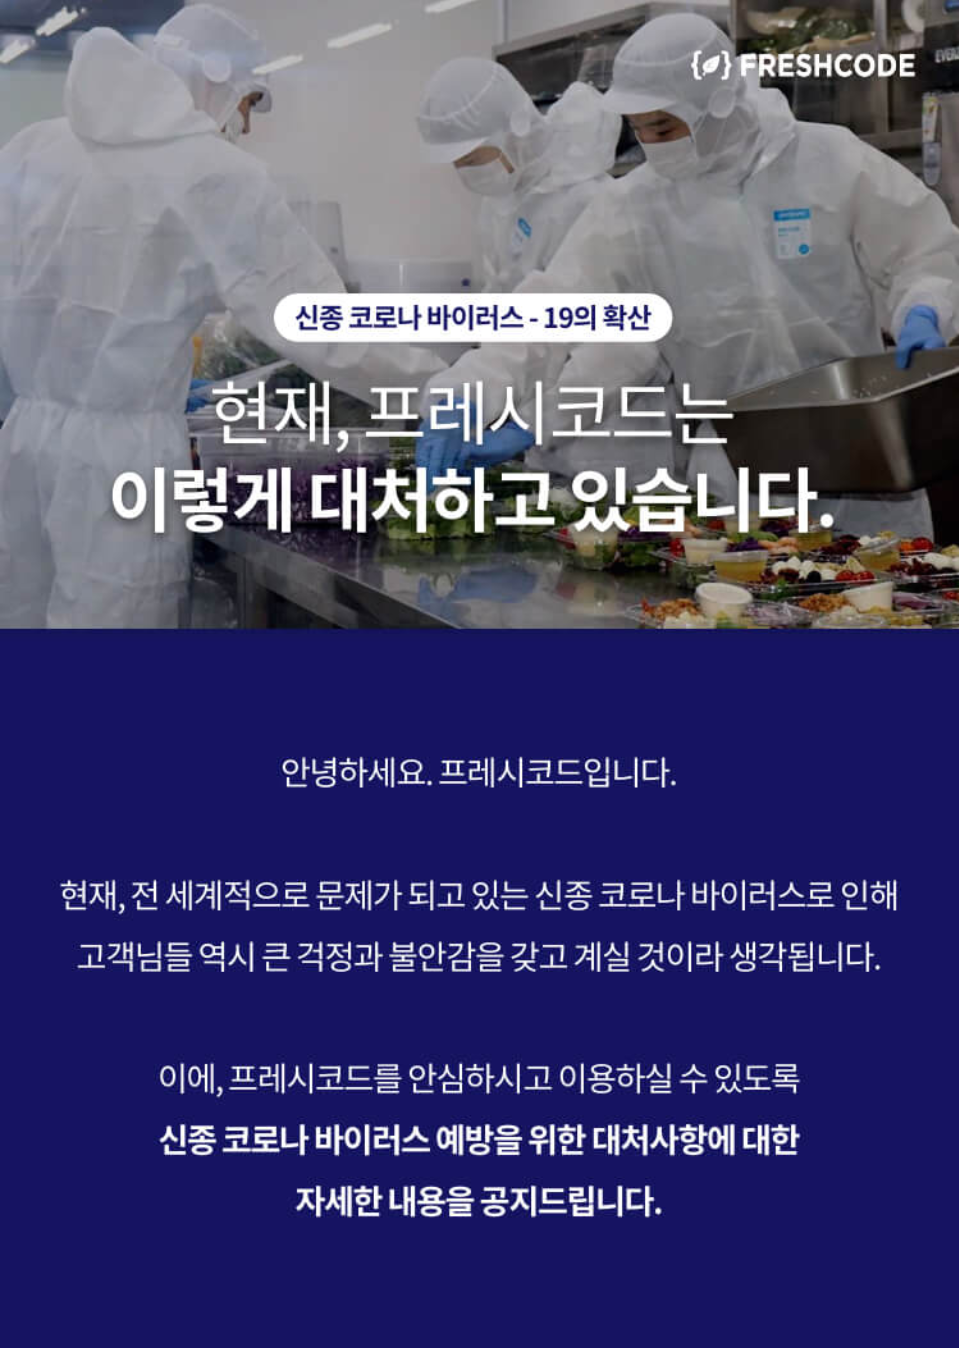 FRESHCODE
신종 코로나 바이러스 - 19의 확산
현재, 프레시코드는
이렇게 대처하고 있습니다.
안녕하세요. 프레시코드입니다.
현재, 전 세계적으로 문제가 되고 있는 신종 코로나 바이러스로 인해
고객님들 역시 큰 걱정과 불안감을 갖고 계실 것이라 생각됩니다.
이에, 프레시코드를 안심하시고 이용하실 수 있도록
신종 코로나 바이러스 예방을 위한 대처사항에 대한
자세한 내용을 공지드립니다.